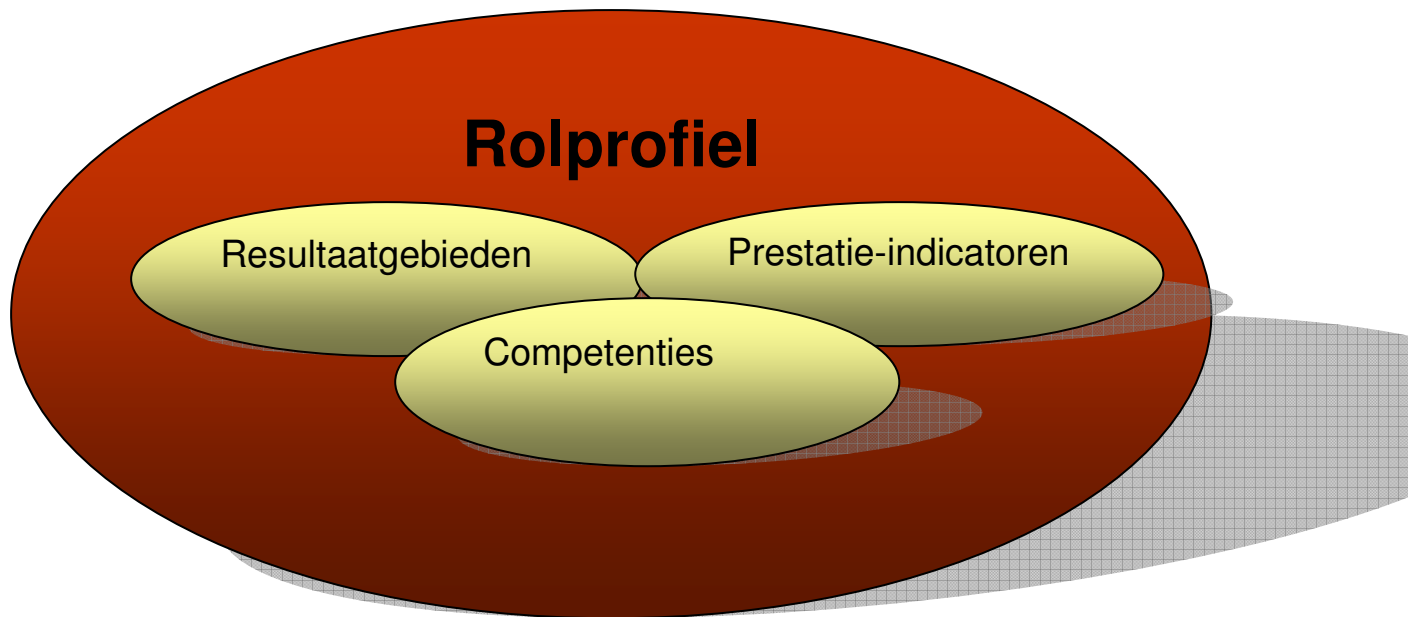 Rolprofiel
Resultaatgebieden
Prestatie-indicatoren
Competenties